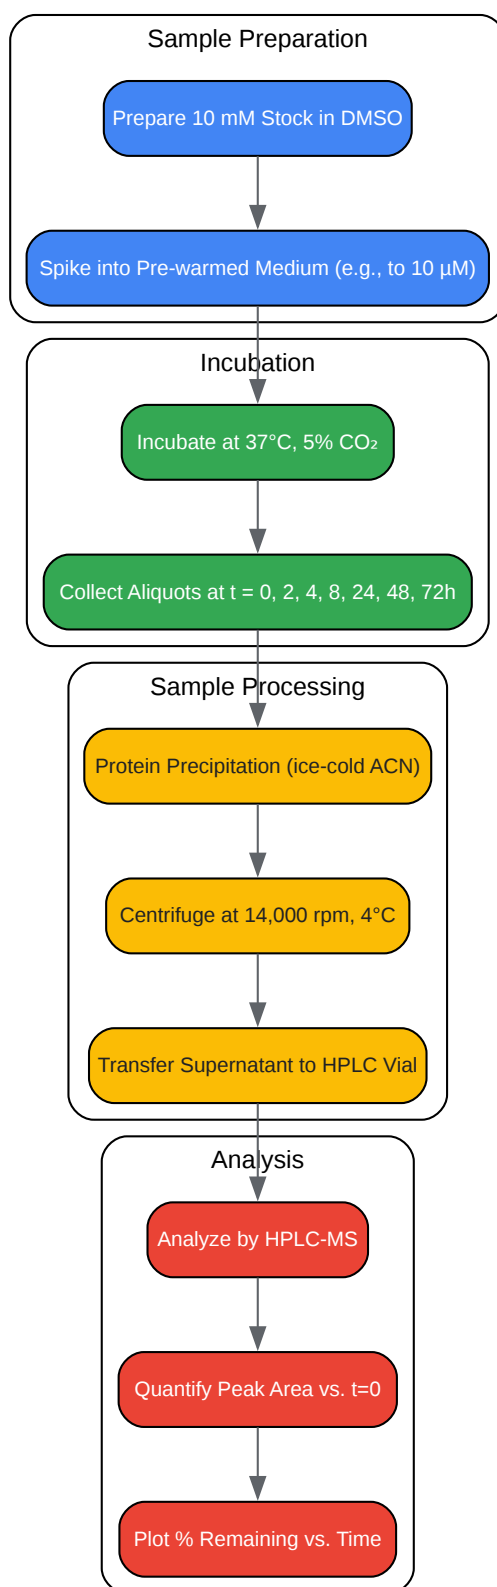 Sample Preparation
Prepare 10 mM Stock in DMSO
Spike into Pre-warmed Medium (e.g., to 10 µM)
Incubation
Incubate at 37°C, 5% CO₂
Collect Aliquots at t = 0, 2, 4, 8, 24, 48, 72h
Sample Processing
Protein Precipitation (ice-cold ACN)
Centrifuge at 14,000 rpm, 4°C
Transfer Supernatant to HPLC Vial
Analysis
Analyze by HPLC-MS
Quantify Peak Area vs. t=0
Plot % Remaining vs. Time